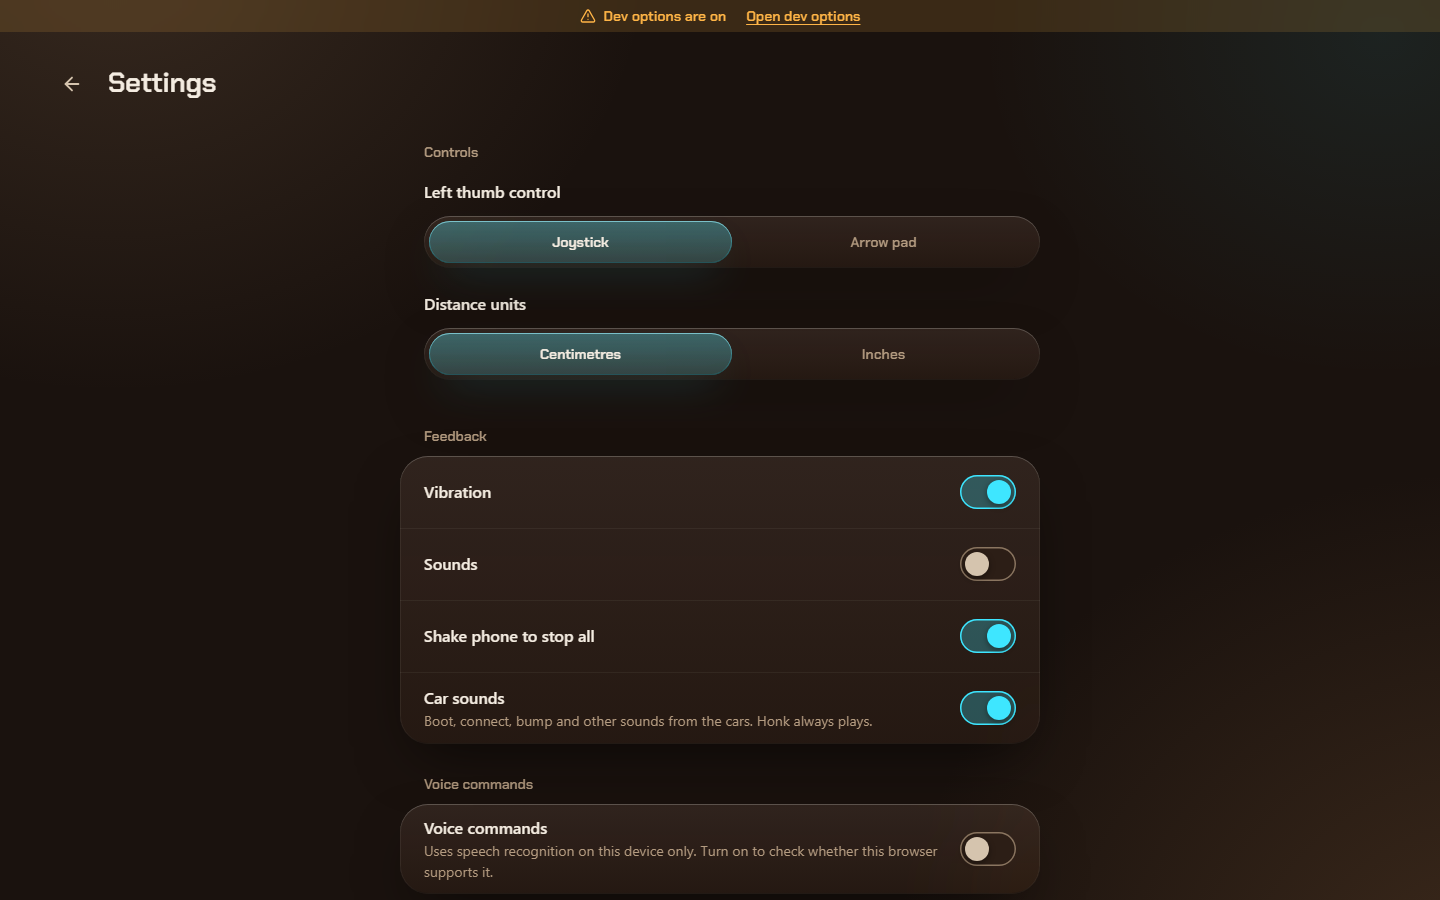 Dev options are on Open dev options
Settings
Controls
Left thumb control
Joystick Arrow pad
Distance units
Centimetres Inches
Feedback
Vibration
Sounds
Shake phone to stop all
Car sounds
Boot, connect, bump and other sounds from the cars. Honk always plays.
Voice commands
Voice commands
Uses speech recognition on this device only. Turn on to check whether this browser
supports it.